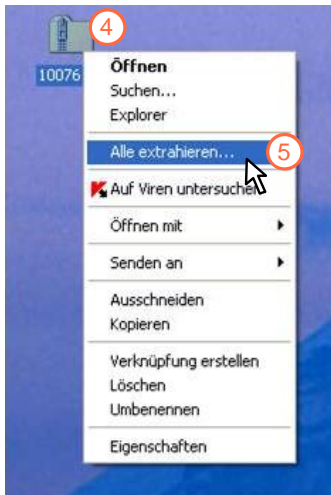 4
10076
Öffnen
Suchen...
Explorer
Alle extrahieren...
5
Auf Viren untersuchen
Öffnen mit
Senden an
Ausschneiden
Kopieren
Verknüpfung erstellen
Löschen
Umbenennen
Eigenschaften